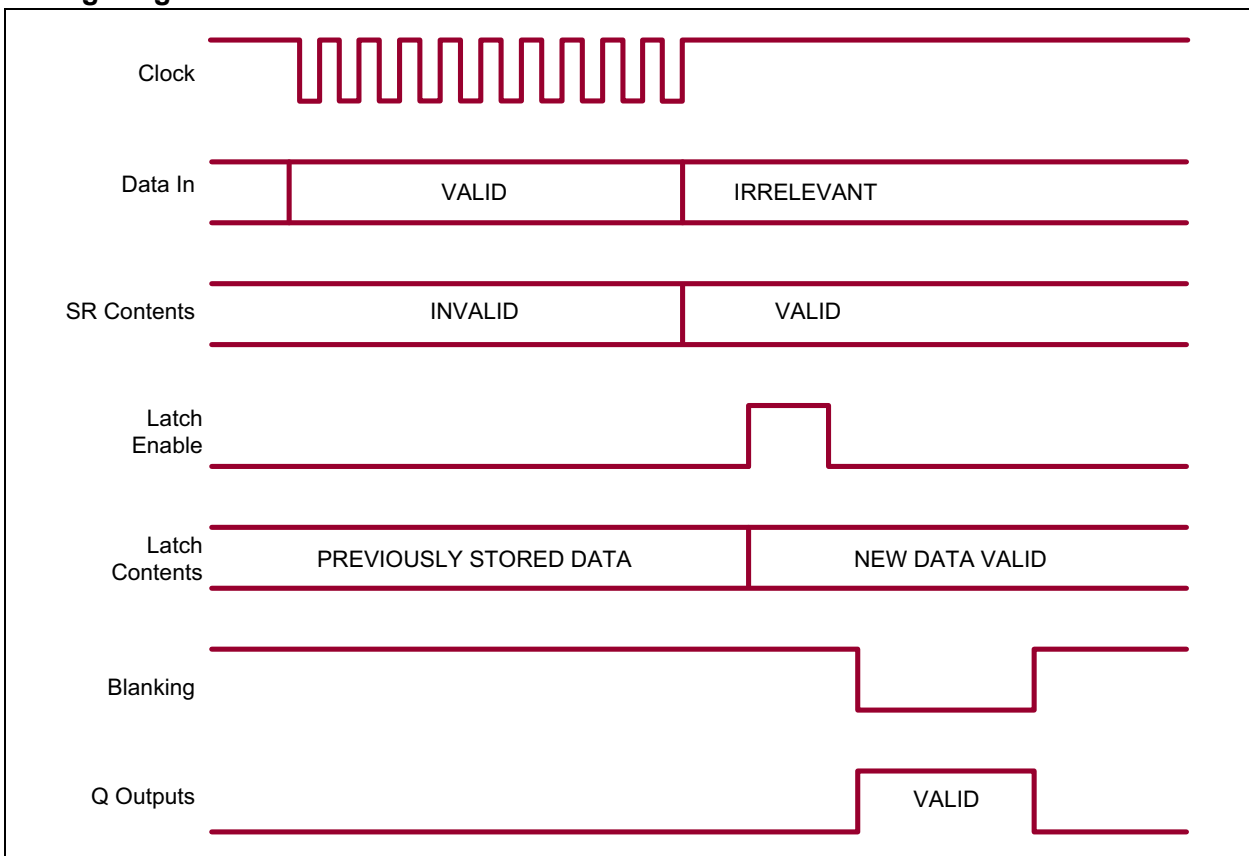 Clock
Data In
VALID
IRRELEVANT
SR Contents
INVALID
VALID
Latch
Enable
Latch
Contents
PREVIOUSLY STORED DATA
NEW DATA VALID
Blanking
Q Outputs
VALID